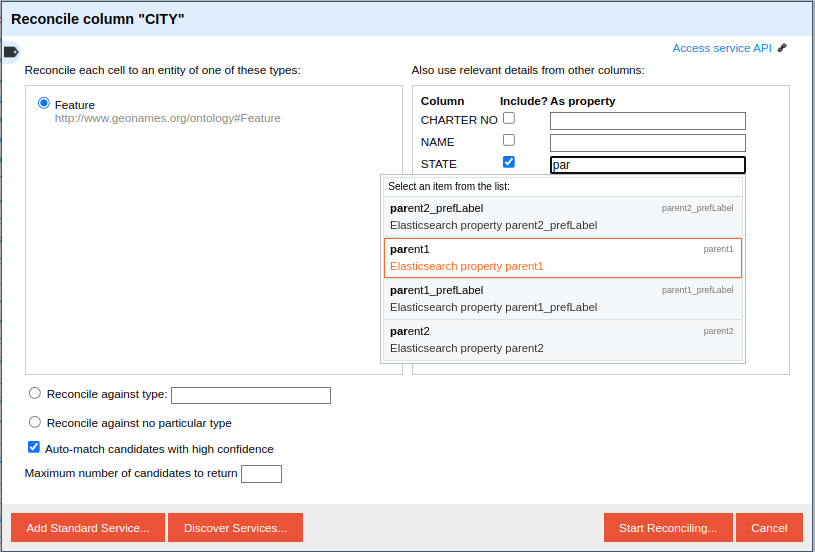 Reconcile column "CITY"
Access service API
Reconcile each cell to an entity of one of these types:
Also use relevant details from other columns:
Feature
http://www.geonames.org/ontology#Feature
Column Include? As property
CHARTER NO
NAME
STATE par
Select an item from the list:
parent2_prefLabel parent2_prefLabel
Elasticsearch property parent2_prefLabel
parent1 parent1
Elasticsearch property parent1
parent1_prefLabel parent1_prefLabel
Elasticsearch property parent1_prefLabel
parent2 parent2
Elasticsearch property parent2
Reconcile against type:
Reconcile against no particular type
Auto-match candidates with high confidence
Maximum number of candidates to return
Add Standard Service... Discover Services... Start Reconciling... Cancel